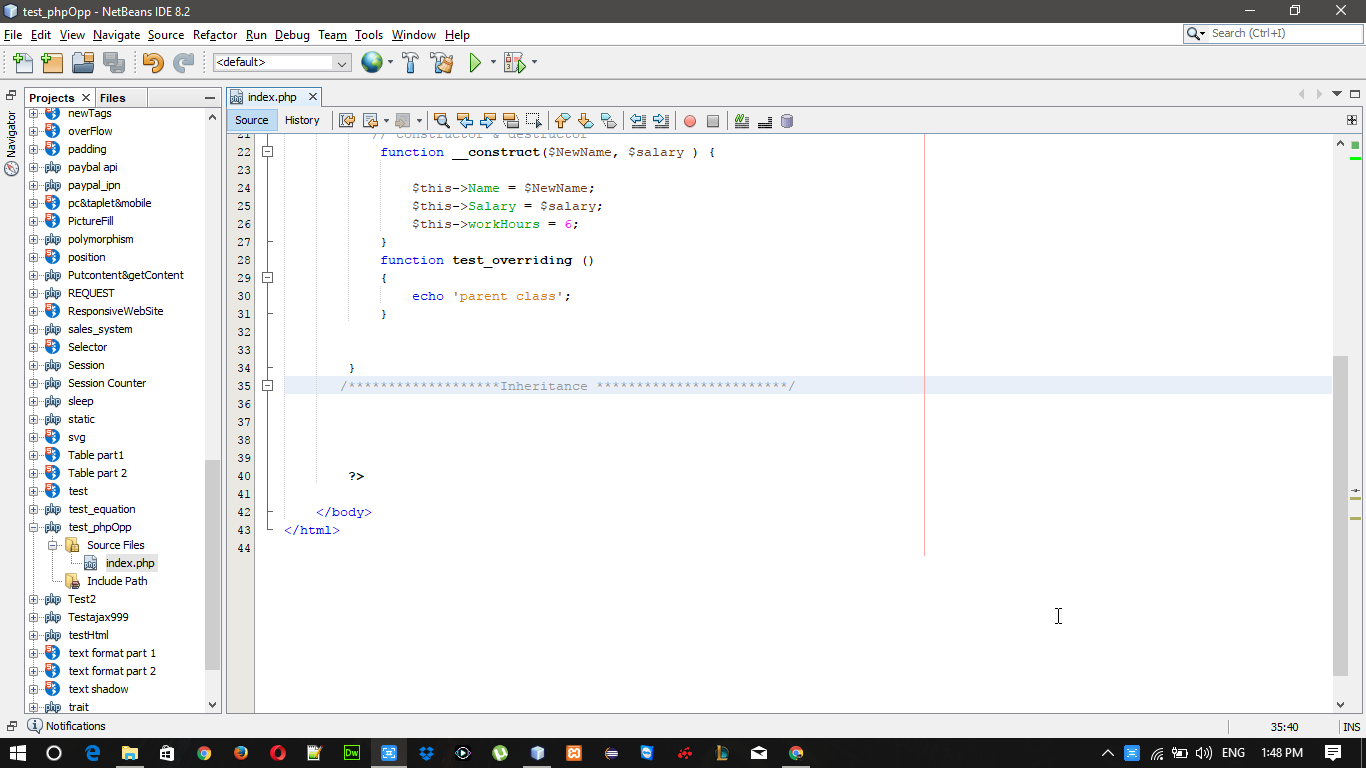 test_phpOpp - NetBeans IDE 8.2
File Edit View Navigate Source Refactor Run Debug Team Tools Window Help
Search (Ctrl+I)
<default>
Navigator
Projects Files
newTags
overFlow
padding
paybal api
paypal_ipn
pc&taplet&mobile
PictureFill
polymorphism
position
Putcontent&getContent
REQUEST
ResponsiveWebSite
sales_system
Selector
Session
Session Counter
sleep
static
svg
Table part1
Table part 2
test
test_equation
test_phpOpp
Source Files
index.php
Include Path
Test2
Testajax999
testHtml
text format part 1
text format part 2
text shadow
trait
index.php
Source History
21 // constructor & destructor
22 function __construct($NewName, $salary ) {
23
24 $this->Name = $NewName;
25 $this->Salary = $salary;
26 $this->workHours = 6;
27 }
28 function test_overriding ()
29 {
30 echo 'parent class';
31 }
32
33
34 }
35 /*******************Inheritance ************************/
36
37
38
39
40 ?>
41
42 </body>
43 </html>
44
Notifications
35:40 INS
Dw
ENG 1:48 PM